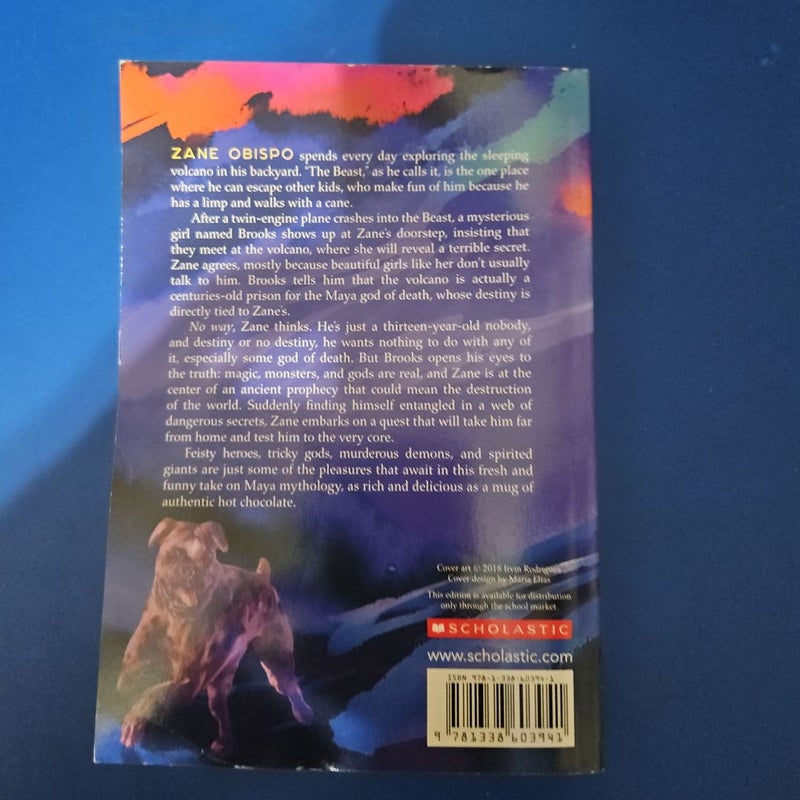 ZANE OBISPO spends every day exploring the sleeping
volcano in his backyard. "The Beast," as he calls it, is the one place
where he can escape other kids, who make fun of him because he
has a limp and walks with a cane.
After a twin-engine plane crashes into the Beast, a mysterious
girl named Brooks shows up at Zane's doorstep, insisting that
they meet at the volcano, where she will reveal a terrible secret.
Zane agrees, mostly because beautiful girls like her don't usually
talk to him. Brooks tells him that the volcano is actually a
centuries-old prison for the Maya god of death, whose destiny is
directly tied to Zane's.
No way, Zane thinks. He's just a thirteen-year-old nobody,
and destiny or no destiny, he wants nothing to do with any of
it, especially some god of death. But Brooks opens his eyes to
the truth: magic, monsters, and gods are real, and Zane is at the
center of an ancient prophecy that could mean the destruction
of the world. Suddenly finding himself entangled in a web of
dangerous secrets, Zane embarks on a quest that will take him far
from home and test him to the very core.
Feisty heroes, tricky gods, murderous demons, and spirited
giants are just some of the pleasures that await in this fresh and
funny take on Maya mythology, as rich and delicious as a mug of
authentic hot chocolate.
Cover art © 2018 Irvin Rodriguez
Cover design by Maria Elias
This edition is available for distribution
only through the school market.
SCHOLASTIC
www.scholastic.com
ISBN 978-1-338-60394-1
9 781338 603941